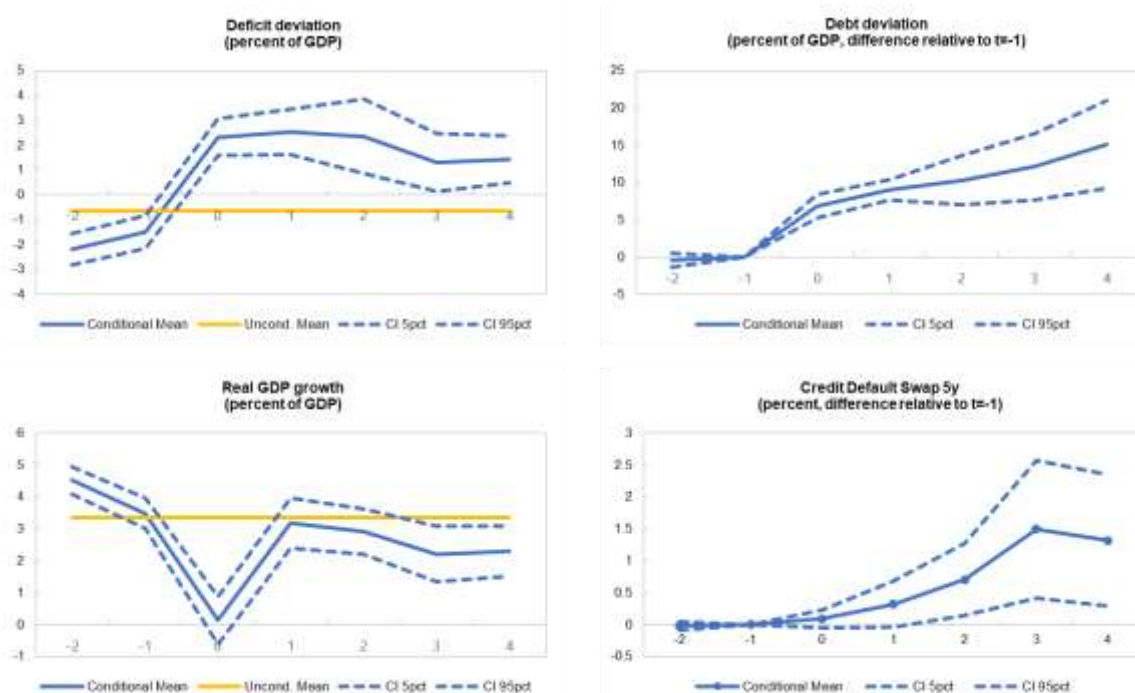 Deficit deviation
(percent of GDP)
5
4
3
2
1
0
-1
-2
-3
-4
-2 -1 0 1 2 3 4
Conditional Mean Uncond. Mean CI 5pct CI 95pct
Debt deviation
(percent of GDP, difference relative to t=-1)
25
20
15
10
5
0
-5
-2 -1 0 1 2 3 4
Conditional Mean CI 5pct CI 95pct
Real GDP growth
(percent of GDP)
6
5
4
3
2
1
0
-1
-2 -1 0 1 2 3 4
Conditional Mean Uncond. Mean CI 5pct CI 95pct
Credit Default Swap 5y
(percent, difference relative to t=-1)
3
2.5
2
1.5
1
0.5
0
-0.5
-2 -1 0 1 2 3 4
Conditional Mean CI 5pct CI 95pct